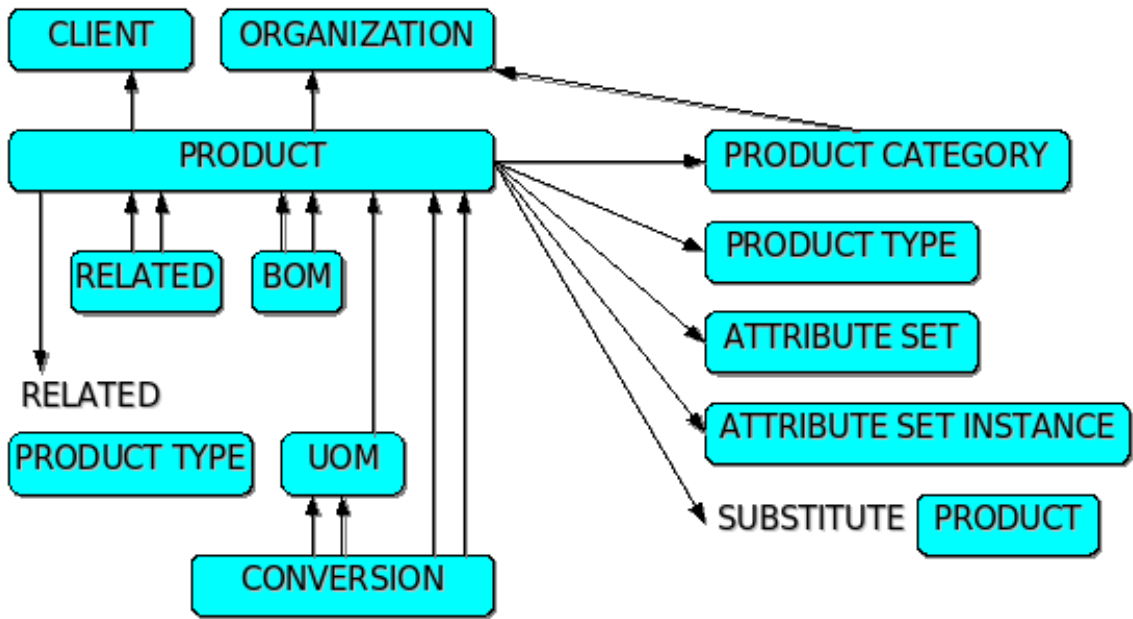 CLIENT
ORGANIZATION
PRODUCT
PRODUCT CATEGORY
PRODUCT TYPE
RELATED
BOM
ATTRIBUTE SET
RELATED
ATTRIBUTE SET INSTANCE
PRODUCT TYPE
UOM
SUBSTITUTE
PRODUCT
CONVERSION